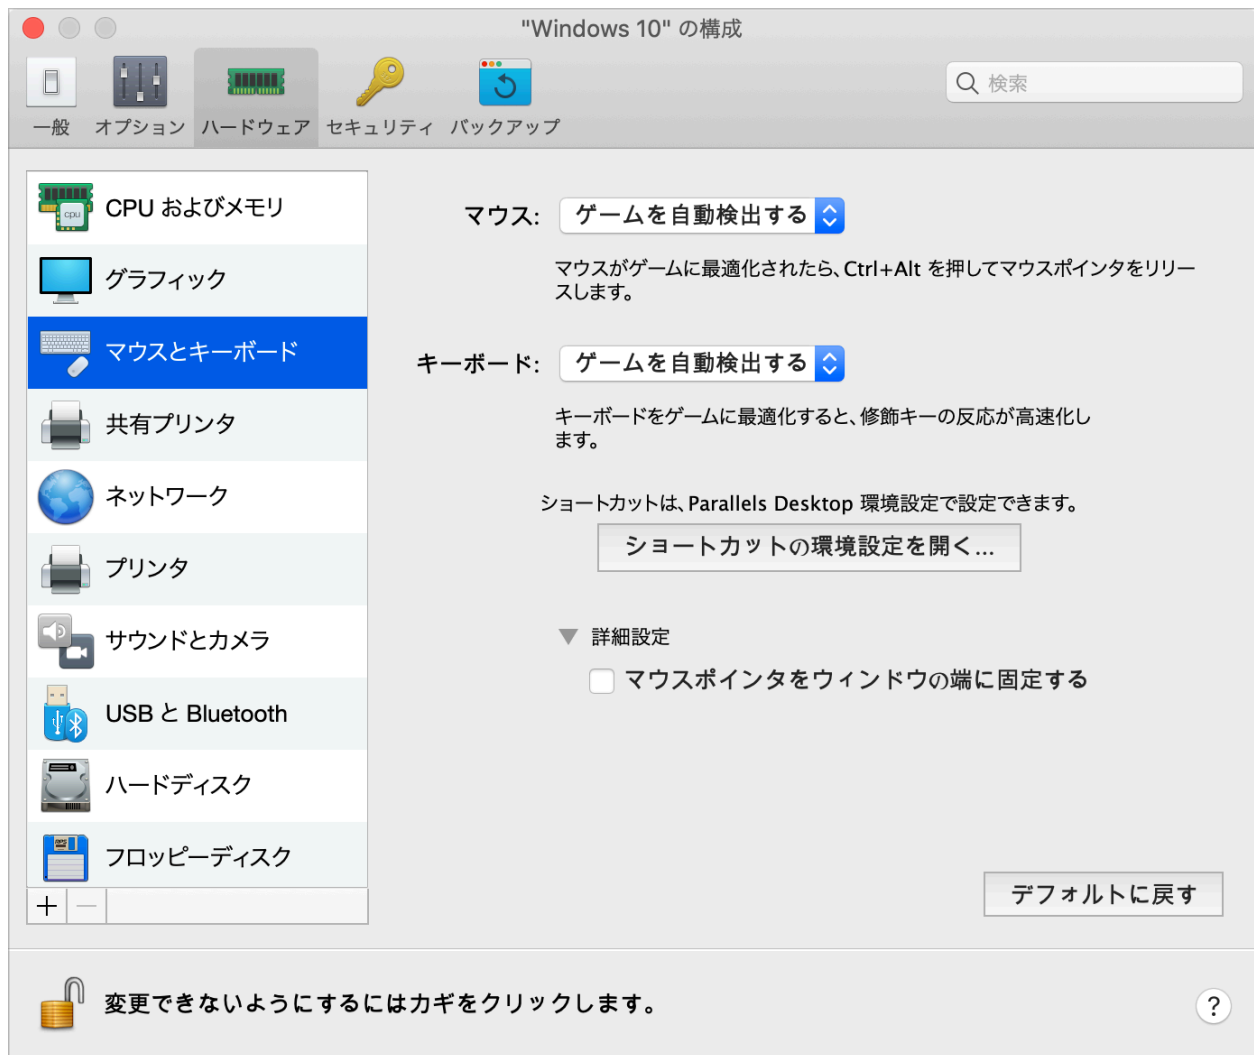 "Windows 10" の構成
一般
オプション
ハードウェア
セキュリティ
バックアップ
検索
CPU およびメモリ
グラフィック
マウスとキーボード
共有プリンタ
ネットワーク
プリンタ
サウンドとカメラ
USB と Bluetooth
ハードディスク
フロッピーディスク
マウス: ゲームを自動検出する
マウスがゲームに最適化されたら、Ctrl+Alt を押してマウスポインタをリリー
スします。
キーボード: ゲームを自動検出する
キーボードをゲームに最適化すると、修飾キーの反応が高速化し
ます。
ショートカットは、Parallels Desktop 環境設定で設定できます。
ショートカットの環境設定を開く...
詳細設定
マウスポインタをウィンドウの端に固定する
デフォルトに戻す
変更できないようにするにはカギをクリックします。
?